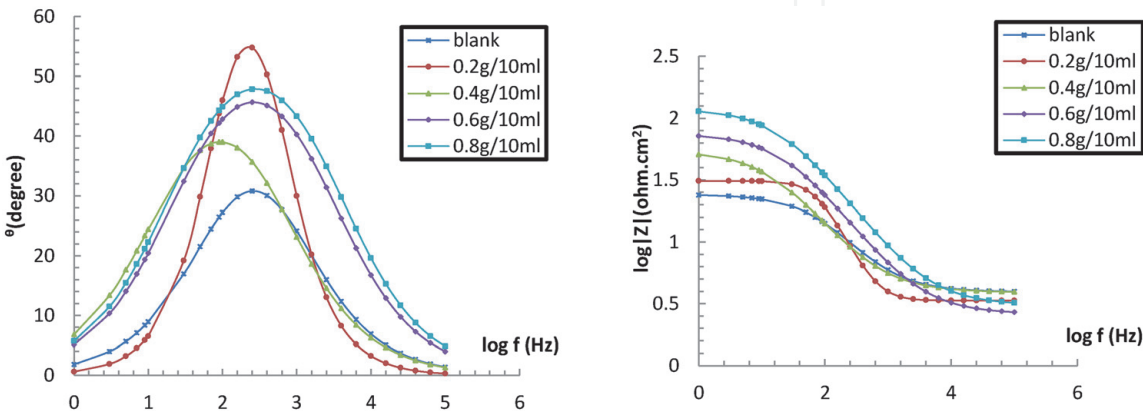 60
50
40
30
20
10
0
θ(degree)
blank
0.2g/10ml
0.4g/10ml
0.6g/10ml
0.8g/10ml
log f (Hz)
0 1 2 3 4 5 6
2.5
2
1.5
1
0.5
0
log|Z|(ohm.cm²)
blank
0.2g/10ml
0.4g/10ml
0.6g/10ml
0.8g/10ml
log f (Hz)
0 2 4 6